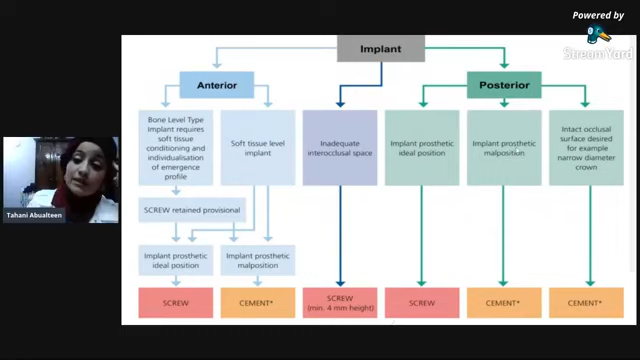 Powered by
StreamYard
Implant
Anterior
Posterior
Bone Level Type
Implant requires
soft tissue
conditioning and
individualisation of
emergence
profile
Soft tissue level
implant
Inadequate
interocclusal space
Implant prosthetic
ideal position
Implant prosthetic
malposition
Intact occlusal
surface desired
for example
narrow diameter
crown
SCREW retained provisional
Implant prosthetic
ideal position
Implant prosthetic
malposition
SCREW
CEMENT*
SCREW
(min. 4 mm height)
SCREW
CEMENT*
CEMENT*
Tahani Abualteen